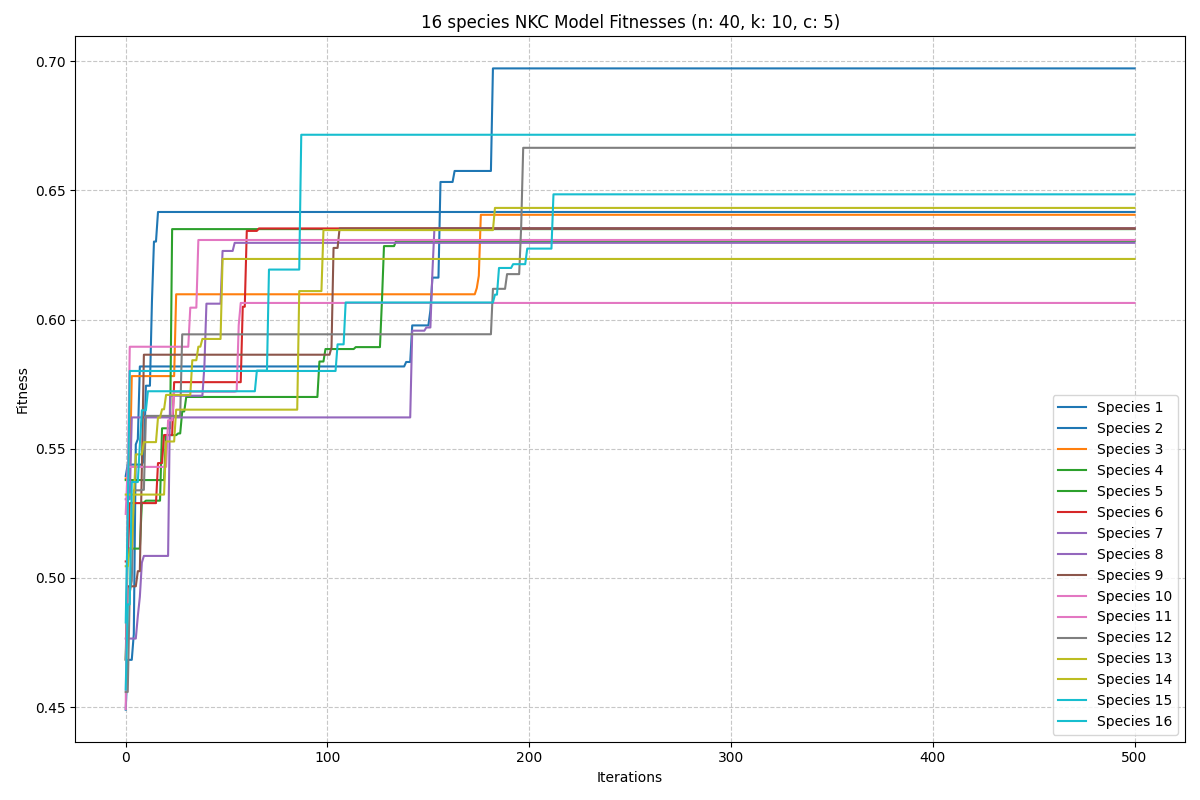 16 species NKC Model Fitnesses (n: 40, k: 10, c: 5)
Fitness
0.70
0.65
0.60
0.55
0.50
0.45
0 100 200 300 400 500
Iterations
Species 1
Species 2
Species 3
Species 4
Species 5
Species 6
Species 7
Species 8
Species 9
Species 10
Species 11
Species 12
Species 13
Species 14
Species 15
Species 16